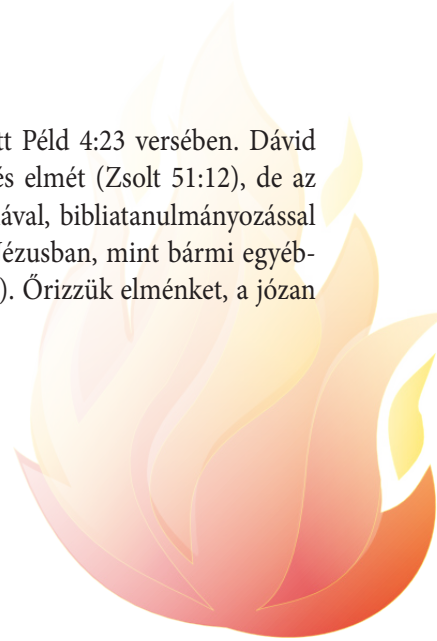 tt Péld 4:23 versében. Dávid
és elmét (Zsolt 51:12), de az
ával, bibliatanulmányozással
Jézusban, mint bármi egyéb-
). Őrizzük elménket, a józan